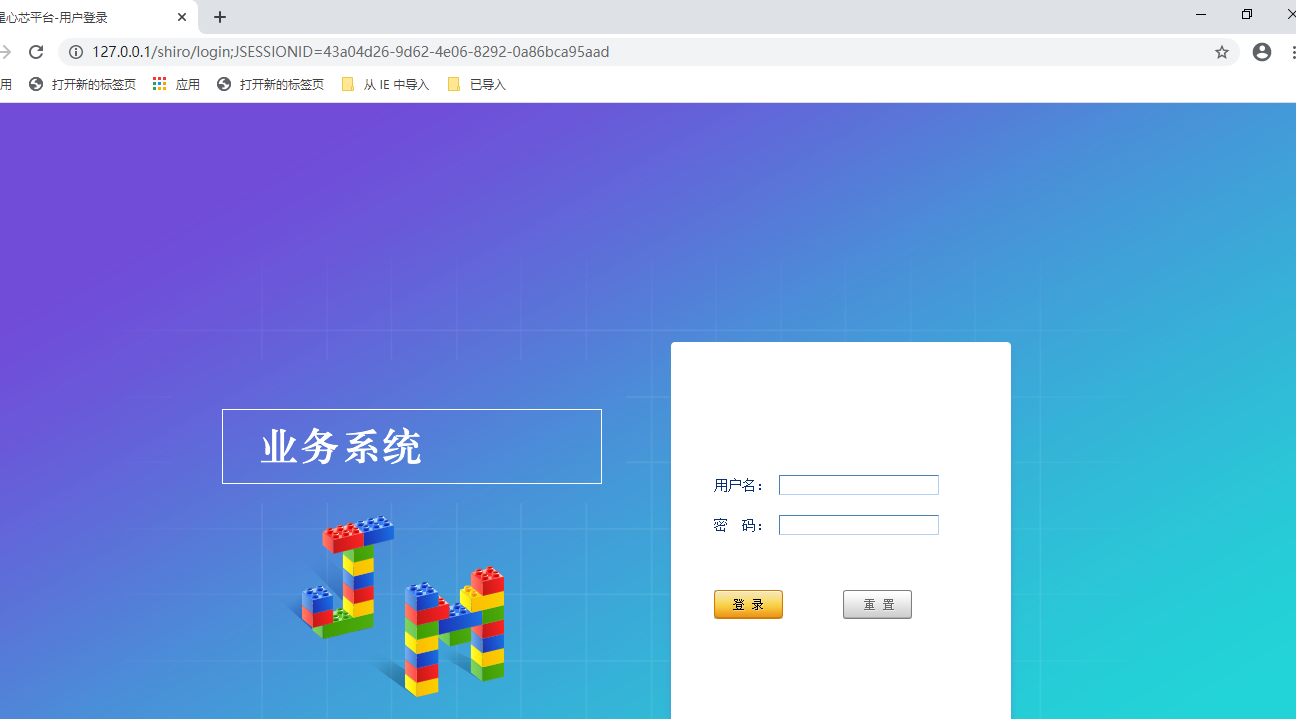 星心芯平台-用户登录
127.0.0.1/shiro/login;JSESSIONID=43a04d26-9d62-4e06-8292-0a86bca95aad
用 打开新的标签页 应用 打开新的标签页 从 IE 中导入 已导入
业务系统
用户名：
密 码：
登 录 重 置
JM